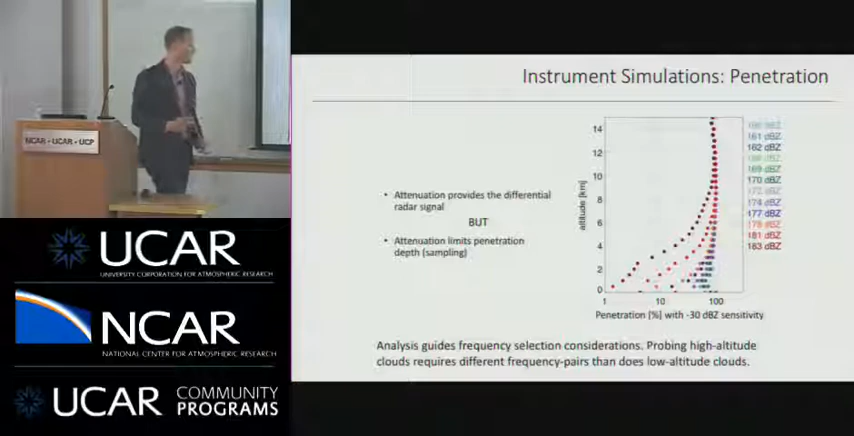 NCAR - UCAR - UCP
UCAR
UNIVERSITY CORPORATION FOR ATMOSPHERIC RESEARCH
NCAR
NATIONAL CENTER FOR ATMOSPHERIC RESEARCH
UCAR COMMUNITY
PROGRAMS
Instrument Simulations: Penetration
• Attenuation provides the differential
radar signal
BUT
• Attenuation limits penetration
depth (sampling)
altitude [km]
14
12
10
8
6
4
2
0
1 10 100
Penetration [%] with -30 dBZ sensitivity
161 dBZ
162 dBZ
169 dBZ
170 dBZ
172 dBZ
174 dBZ
177 dBZ
181 dBZ
183 dBZ
Analysis guides frequency selection considerations. Probing high-altitude
clouds requires different frequency-pairs than does low-altitude clouds.